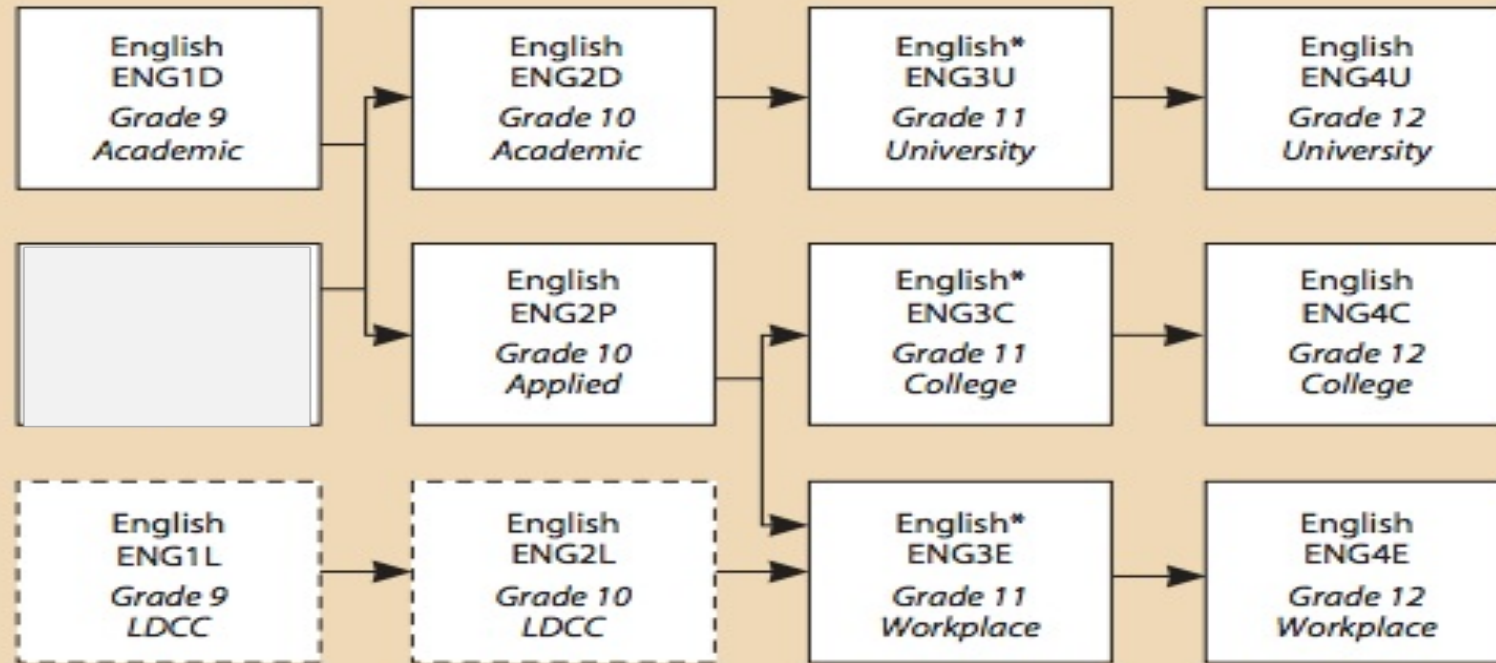 English
ENG1D
Grade 9
Academic
English
ENG2D
Grade 10
Academic
English*
ENG3U
Grade 11
University
English
ENG4U
Grade 12
University
English
ENG2P
Grade 10
Applied
English*
ENG3C
Grade 11
College
English
ENG4C
Grade 12
College
English
ENG1L
Grade 9
LDCC
English
ENG2L
Grade 10
LDCC
English*
ENG3E
Grade 11
Workplace
English
ENG4E
Grade 12
Workplace